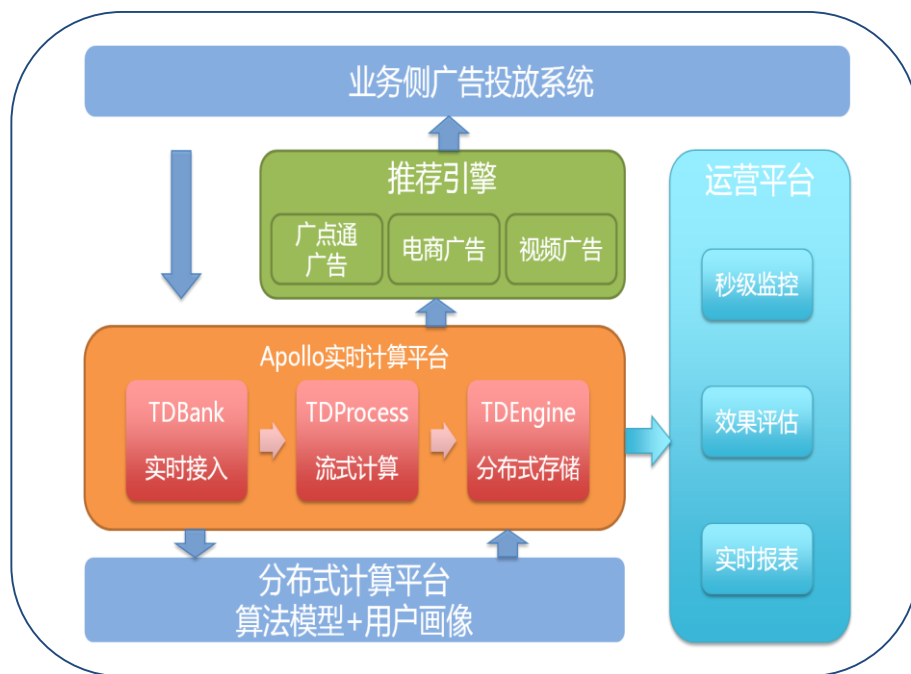 业务侧广告投放系统
推荐引擎
广点通
广告
电商广告
视频广告
运营平台
秒级监控
效果评估
实时报表
Apollo实时计算平台
TDBank
实时接入
TDProcess
流式计算
TDEngine
分布式存储
分布式计算平台
算法模型+用户画像